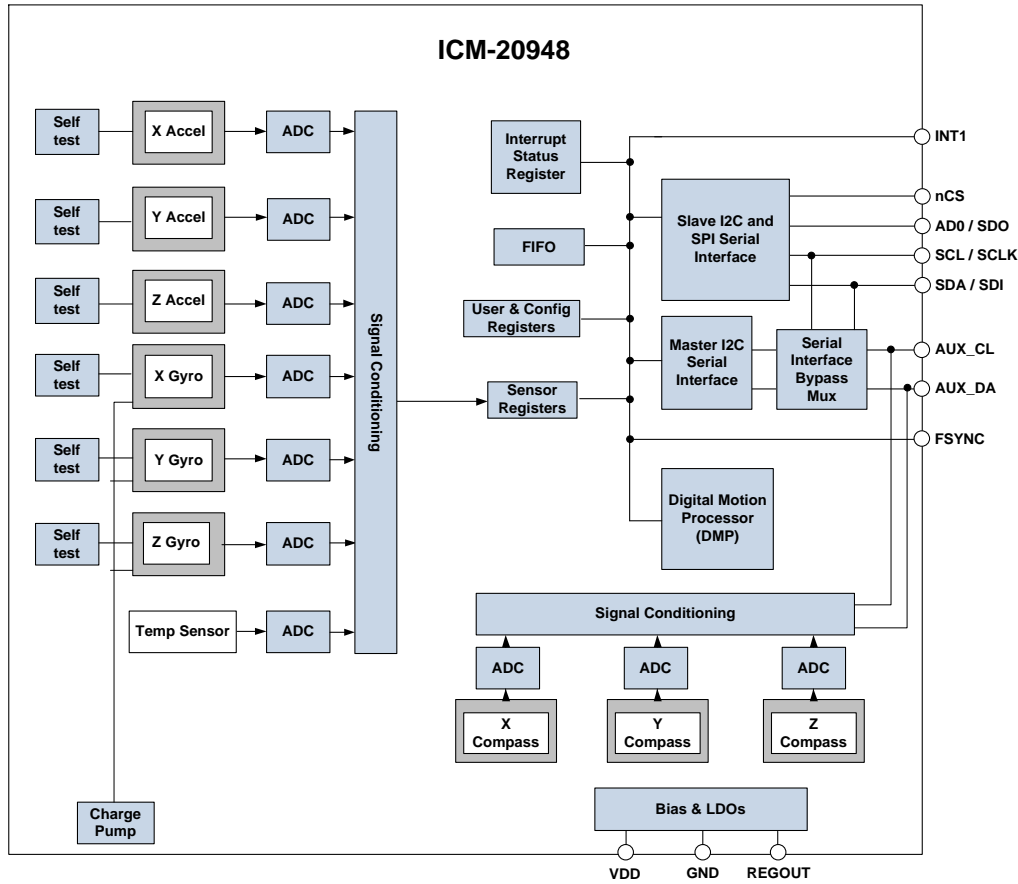 ICM-20948
Self
test
X Accel
ADC
Self
test
Y Accel
ADC
Self
test
Z Accel
ADC
Self
test
X Gyro
ADC
Self
test
Y Gyro
ADC
Self
test
Z Gyro
ADC
Temp Sensor
ADC
Charge
Pump
Signal Conditioning
Interrupt
Status
Register
FIFO
User & Config
Registers
Sensor
Registers
Slave I2C and
SPI Serial
Interface
Master I2C
Serial
Interface
Serial
Interface
Bypass
Mux
Digital Motion
Processor
(DMP)
INT1
nCS
AD0 / SDO
SCL / SCLK
SDA / SDI
AUX_CL
AUX_DA
FSYNC
Signal Conditioning
ADC
ADC
ADC
X
Compass
Y
Compass
Z
Compass
Bias & LDOs
VDD
GND
REGOUT